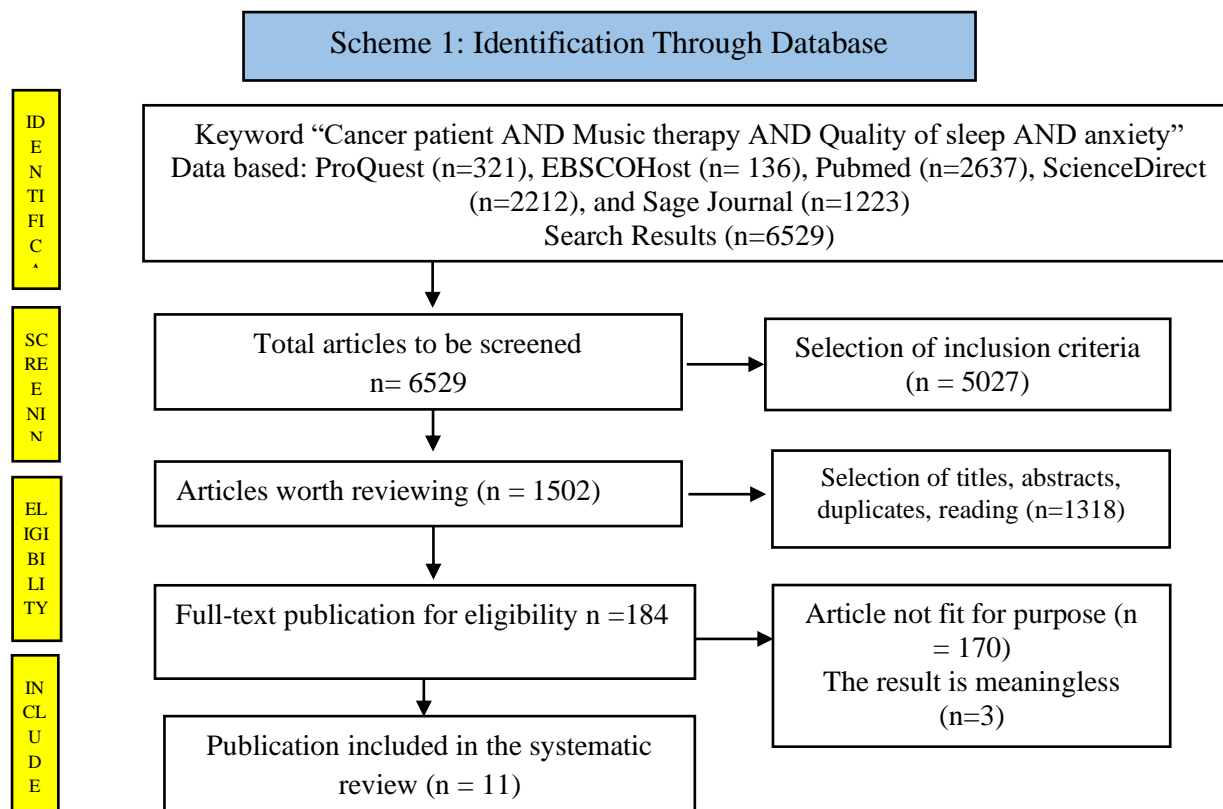 Scheme 1: Identification Through Database
ID
E
N
TI
FIC
A
Keyword “Cancer patient AND Music therapy AND Quality of sleep AND anxiety”
Data based: ProQuest (n=321), EBSCOHost (n= 136), Pubmed (n=2637), ScienceDirect
(n=2212), and Sage Journal (n=1223)
Search Results (n=6529)
SC
RE
E
NI
N
Total articles to be screened
n= 6529
Selection of inclusion criteria
(n = 5027)
Articles worth reviewing (n = 1502)
Selection of titles, abstracts,
duplicates, reading (n=1318)
EL
IGI
BI
LI
TY
Full-text publication for eligibility n =184
Article not fit for purpose (n
= 170)
The result is meaningless
(n=3)
IN
CL
U
D
E
Publication included in the systematic
review (n = 11)